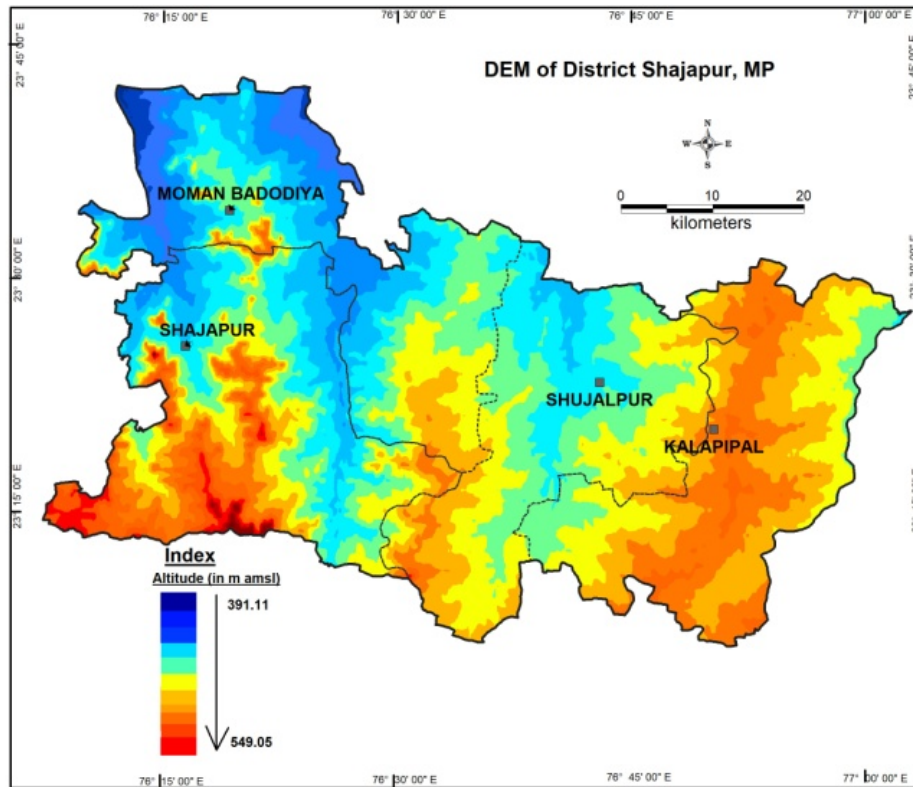 76° 15' 00" E
76° 30' 00" E
76° 45' 00" E
77° 00' 00" E
23° 45' 00" E
23° 45' 00" E
DEM of District Shajapur, MP
N
W E
S
0 10 20
kilometers
MOMAN BADODIYA
SHAJAPUR
SHUJALPUR
KALAPIPAL
23° 15' 00" E
Index
Altitude (in m amsl)
391.11
549.05
76° 15' 00" E
76° 30' 00" E
76° 45' 00" E
77° 00' 00" E